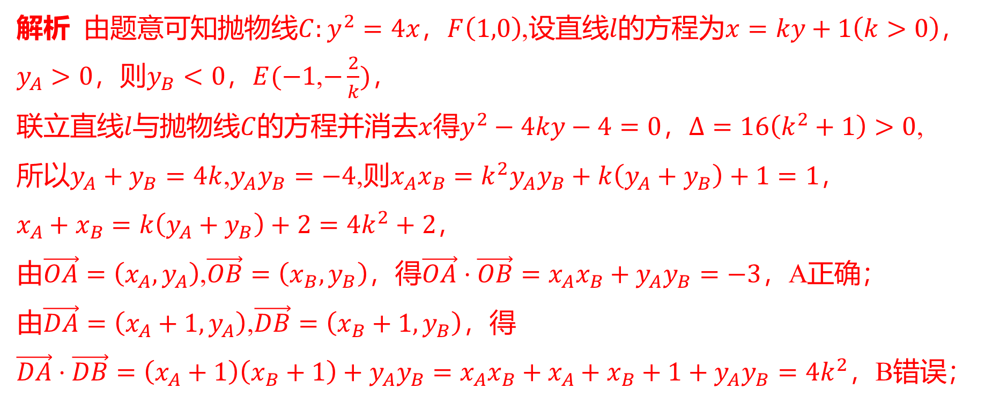 解析 由题意可知抛物线$C:y^2=4x$，$F(1,0)$,设直线$l$的方程为$x=ky+1(k>0)$，
$y_A>0$，则$y_B<0$，$E(-1,-\frac{2}{k})$，
联立直线$l$与抛物线$C$的方程并消去$x$得$y^2-4ky-4=0$，$\Delta=16(k^2+1)>0$,
所以$y_A+y_B=4k$,$y_Ay_B=-4$,则$x_Ax_B=k^2y_Ay_B+k(y_A+y_B)+1=1$，
$x_A+x_B=k(y_A+y_B)+2=4k^2+2$，
由$\overrightarrow{OA}=(x_A,y_A)$,$\overrightarrow{OB}=(x_B,y_B)$，得$\overrightarrow{OA}\cdot\overrightarrow{OB}=x_Ax_B+y_Ay_B=-3$，A正确；
由$\overrightarrow{DA}=(x_A+1,y_A)$,$\overrightarrow{DB}=(x_B+1,y_B)$，得
$\overrightarrow{DA}\cdot\overrightarrow{DB}=(x_A+1)(x_B+1)+y_Ay_B=x_Ax_B+x_A+x_B+1+y_Ay_B=4k^2$，B错误；